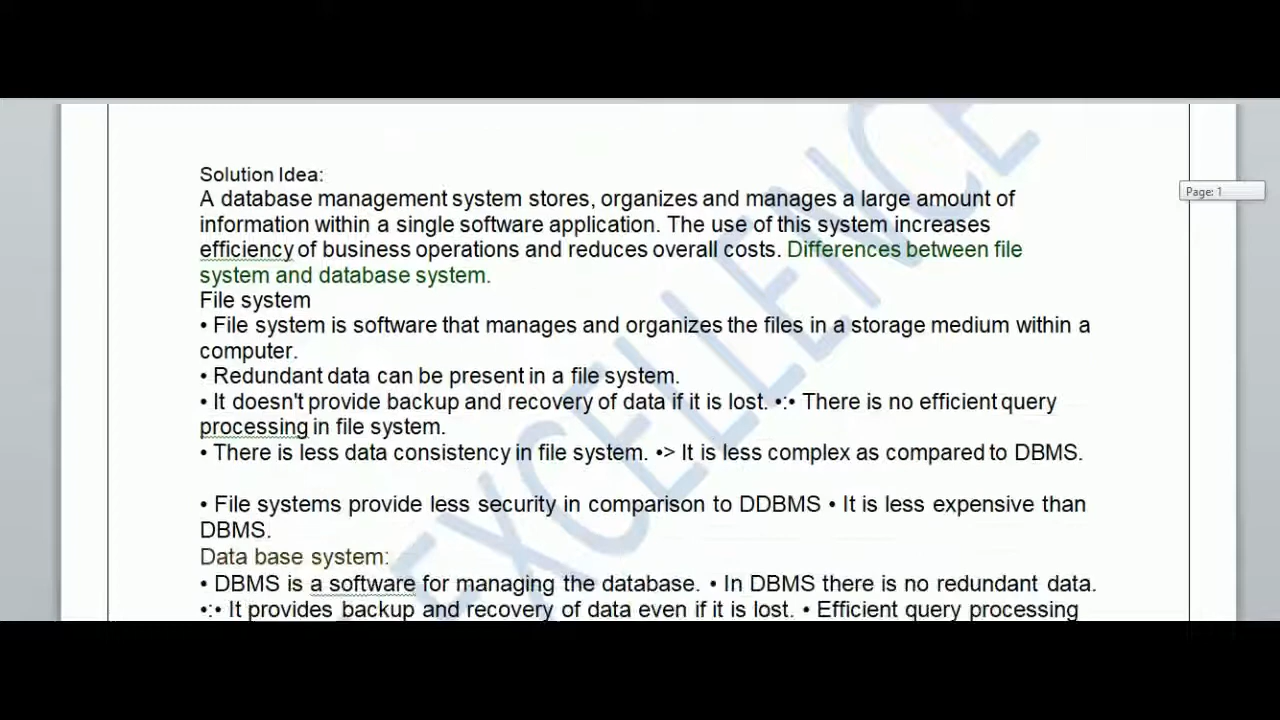 Solution Idea:
A database management system stores, organizes and manages a large amount of
information within a single software application. The use of this system increases
efficiency of business operations and reduces overall costs. Differences between file
system and database system.
File system
• File system is software that manages and organizes the files in a storage medium within a
computer.
• Redundant data can be present in a file system.
• It doesn't provide backup and recovery of data if it is lost. •:• There is no efficient query
processing in file system.
• There is less data consistency in file system. •> It is less complex as compared to DBMS.
• File systems provide less security in comparison to DDBMS • It is less expensive than
DBMS.
Data base system:
• DBMS is a software for managing the database. • In DBMS there is no redundant data.
•:• It provides backup and recovery of data even if it is lost. • Efficient query processing
EXCELLENCE
Page: 1